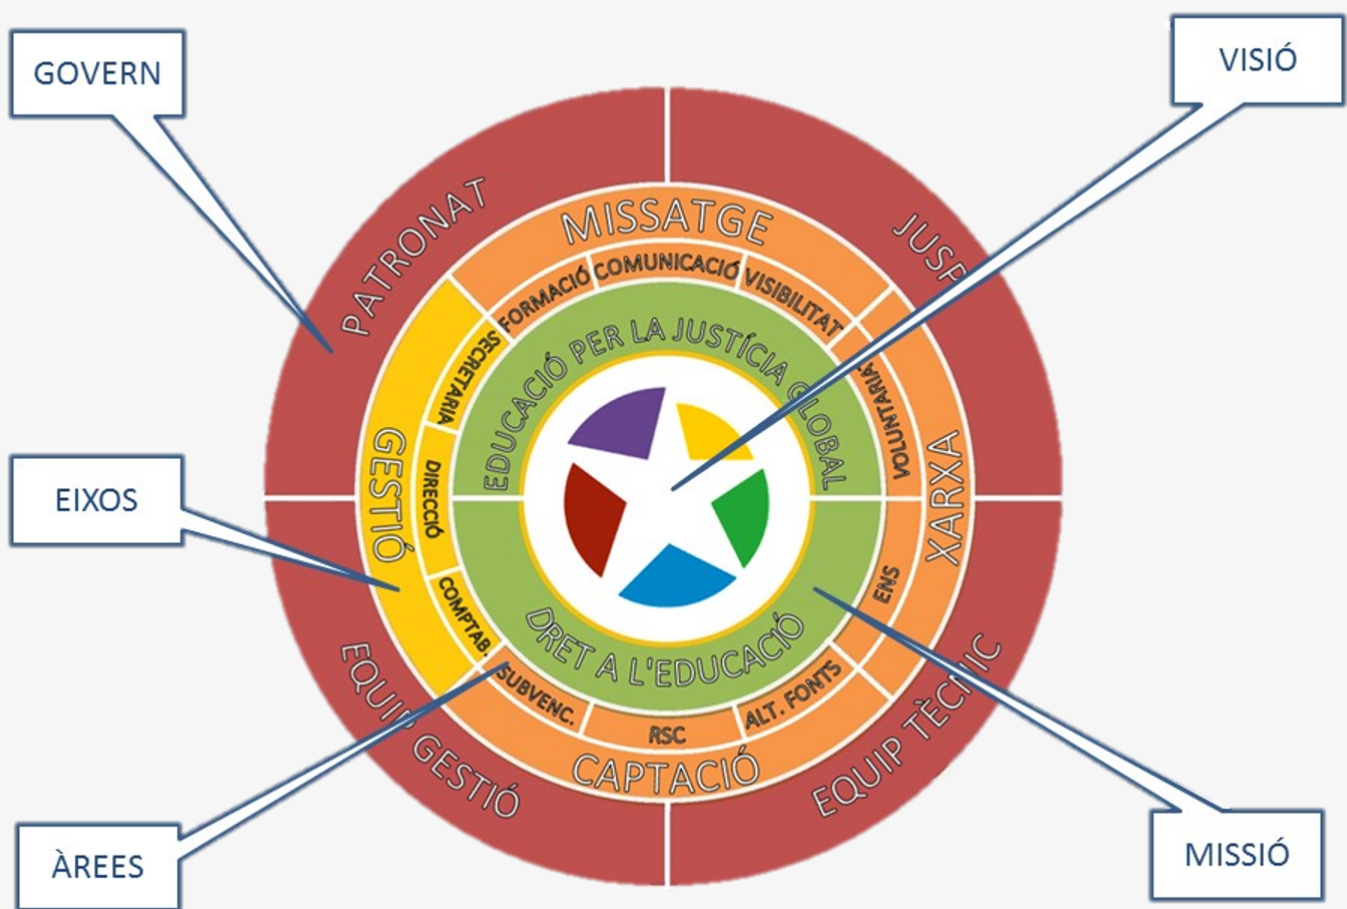 GOVERN
VISIÓ
PATRONAT
JUSP
MISSATGE
FORMACIÓ
COMUNICACIÓ
VISIBILITAT
SECRETARIA
EDUCACIÓ PER LA JUSTÍCIA GLOBAL
VOLUNTARIAT
GESTIÓ
DIRECCIÓ
XARXA
EIXOS
COMPTAB.
ENS
DRET A L'EDUCACIÓ
SUBVENC.
RSC
ALT. FONTS
CAPTACIÓ
EQUIP GESTIÓ
EQUIP TÈCNIC
ÀREES
MISSIÓ